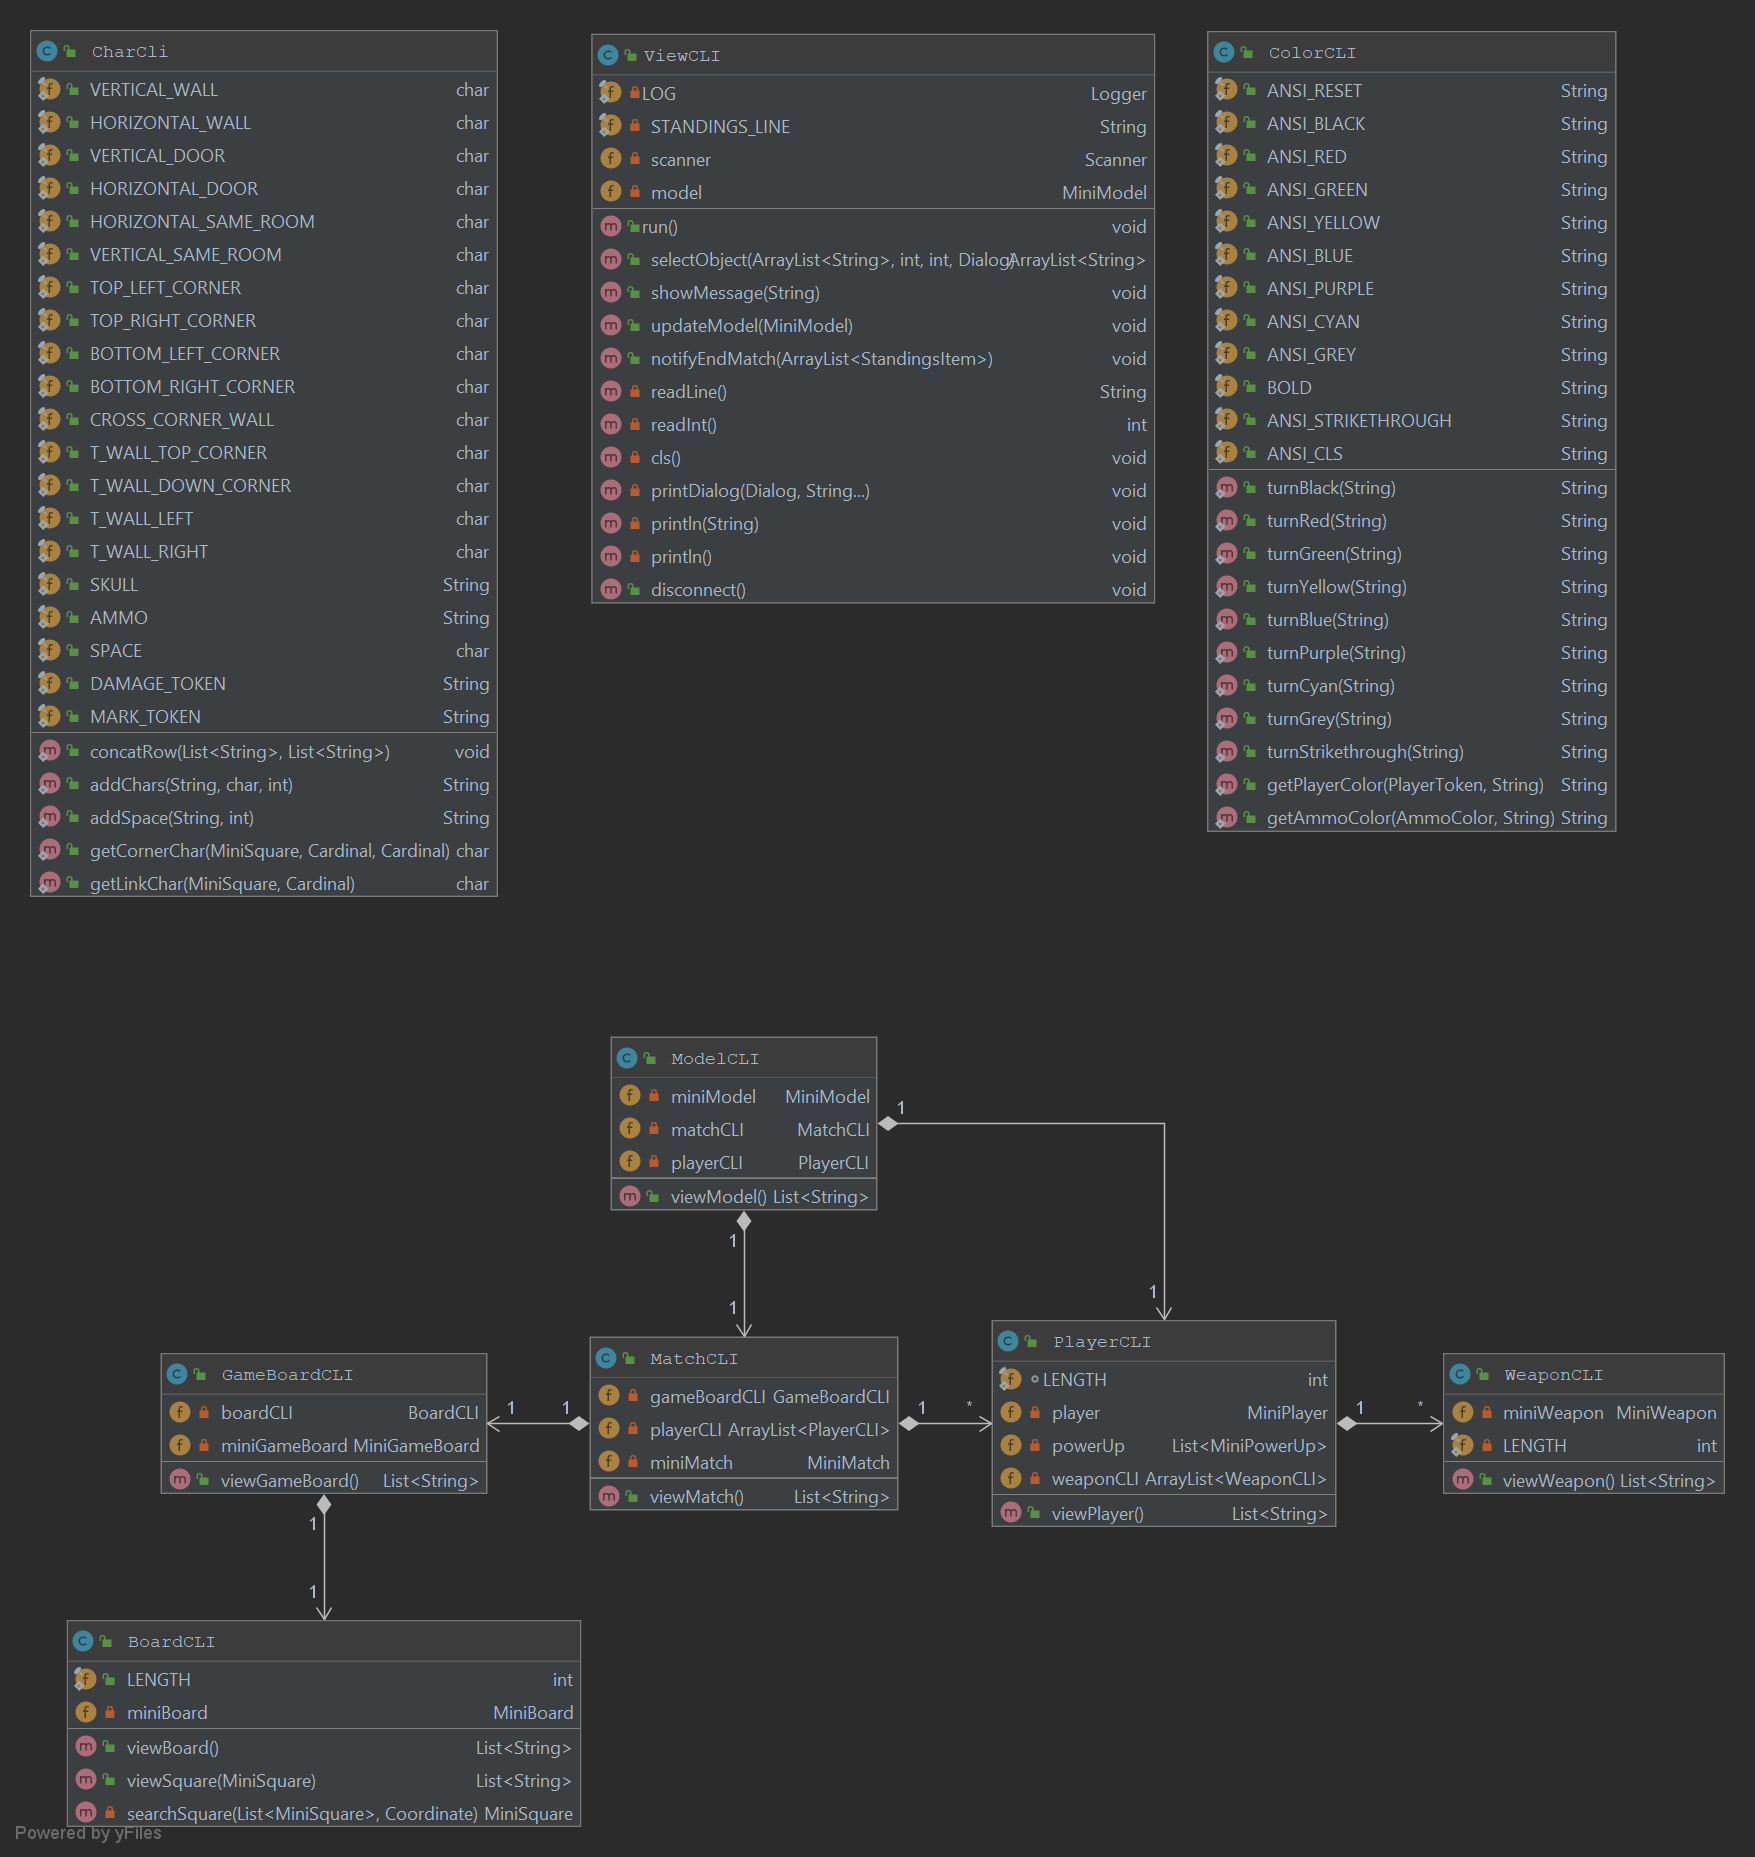 CharCli
VERTICAL_WALL char
HORIZONTAL_WALL char
VERTICAL_DOOR char
HORIZONTAL_DOOR char
HORIZONTAL_SAME_ROOM char
VERTICAL_SAME_ROOM char
TOP_LEFT_CORNER char
TOP_RIGHT_CORNER char
BOTTOM_LEFT_CORNER char
BOTTOM_RIGHT_CORNER char
CROSS_CORNER_WALL char
T_WALL_TOP_CORNER char
T_WALL_DOWN_CORNER char
T_WALL_LEFT char
T_WALL_RIGHT char
SKULL String
AMMO String
SPACE char
DAMAGE_TOKEN String
MARK_TOKEN String
concatRow(List<String>, List<String>) void
addChars(String, char, int) String
addSpace(String, int) String
getCornerChar(MiniSquare, Cardinal, Cardinal) char
getLinkChar(MiniSquare, Cardinal) char
ViewCLI
LOG Logger
STANDINGS_LINE String
scanner Scanner
model MiniModel
run() void
selectObject(ArrayList<String>, int, int, Dialog) ArrayList<String>
showMessage(String) void
updateModel(MiniModel) void
notifyEndMatch(ArrayList<StandingsItem>) void
readLine() String
readInt() int
cls() void
printDialog(Dialog, String...) void
println(String) void
println() void
disconnect() void
ColorCLI
ANSI_RESET String
ANSI_BLACK String
ANSI_RED String
ANSI_GREEN String
ANSI_YELLOW String
ANSI_BLUE String
ANSI_PURPLE String
ANSI_CYAN String
ANSI_GREY String
BOLD String
ANSI_STRIKETHROUGH String
ANSI_CLS String
turnBlack(String) String
turnRed(String) String
turnGreen(String) String
turnYellow(String) String
turnBlue(String) String
turnPurple(String) String
turnCyan(String) String
turnGrey(String) String
turnStrikethrough(String) String
getPlayerColor(PlayerToken, String) String
getAmmoColor(AmmoColor, String) String
ModelCLI
miniModel MiniModel
matchCLI MatchCLI
playerCLI PlayerCLI
viewModel() List<String>
1
1
1
1
GameBoardCLI
boardCLI BoardCLI
miniGameBoard MiniGameBoard
viewGameBoard() List<String>
1 1
MatchCLI
gameBoardCLI GameBoardCLI
playerCLI ArrayList<PlayerCLI>
miniMatch MiniMatch
viewMatch() List<String>
1 *
PlayerCLI
LENGTH int
player MiniPlayer
powerUp List<MiniPowerUp>
weaponCLI ArrayList<WeaponCLI>
viewPlayer() List<String>
1 *
WeaponCLI
miniWeapon MiniWeapon
LENGTH int
viewWeapon() List<String>
1
1
BoardCLI
LENGTH int
miniBoard MiniBoard
viewBoard() List<String>
viewSquare(MiniSquare) List<String>
searchSquare(List<MiniSquare>, Coordinate) MiniSquare
Powered by yFiles